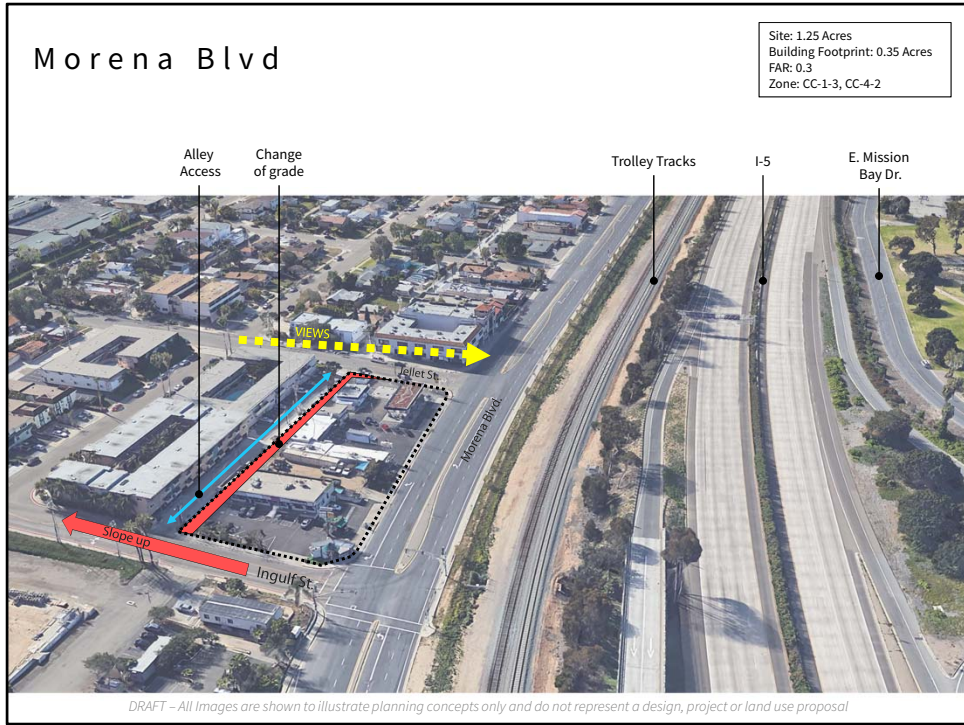 Morena Blvd
Site: 1.25 Acres
Building Footprint: 0.35 Acres
FAR: 0.3
Zone: CC-1-3, CC-4-2
Alley
Access
Change
of grade
Trolley Tracks
I-5
E. Mission
Bay Dr.
VIEWS
Jellet St.
Morena Blvd.
Slope up
Ingulf St.
DRAFT – All Images are shown to illustrate planning concepts only and do not represent a design, project or land use proposal